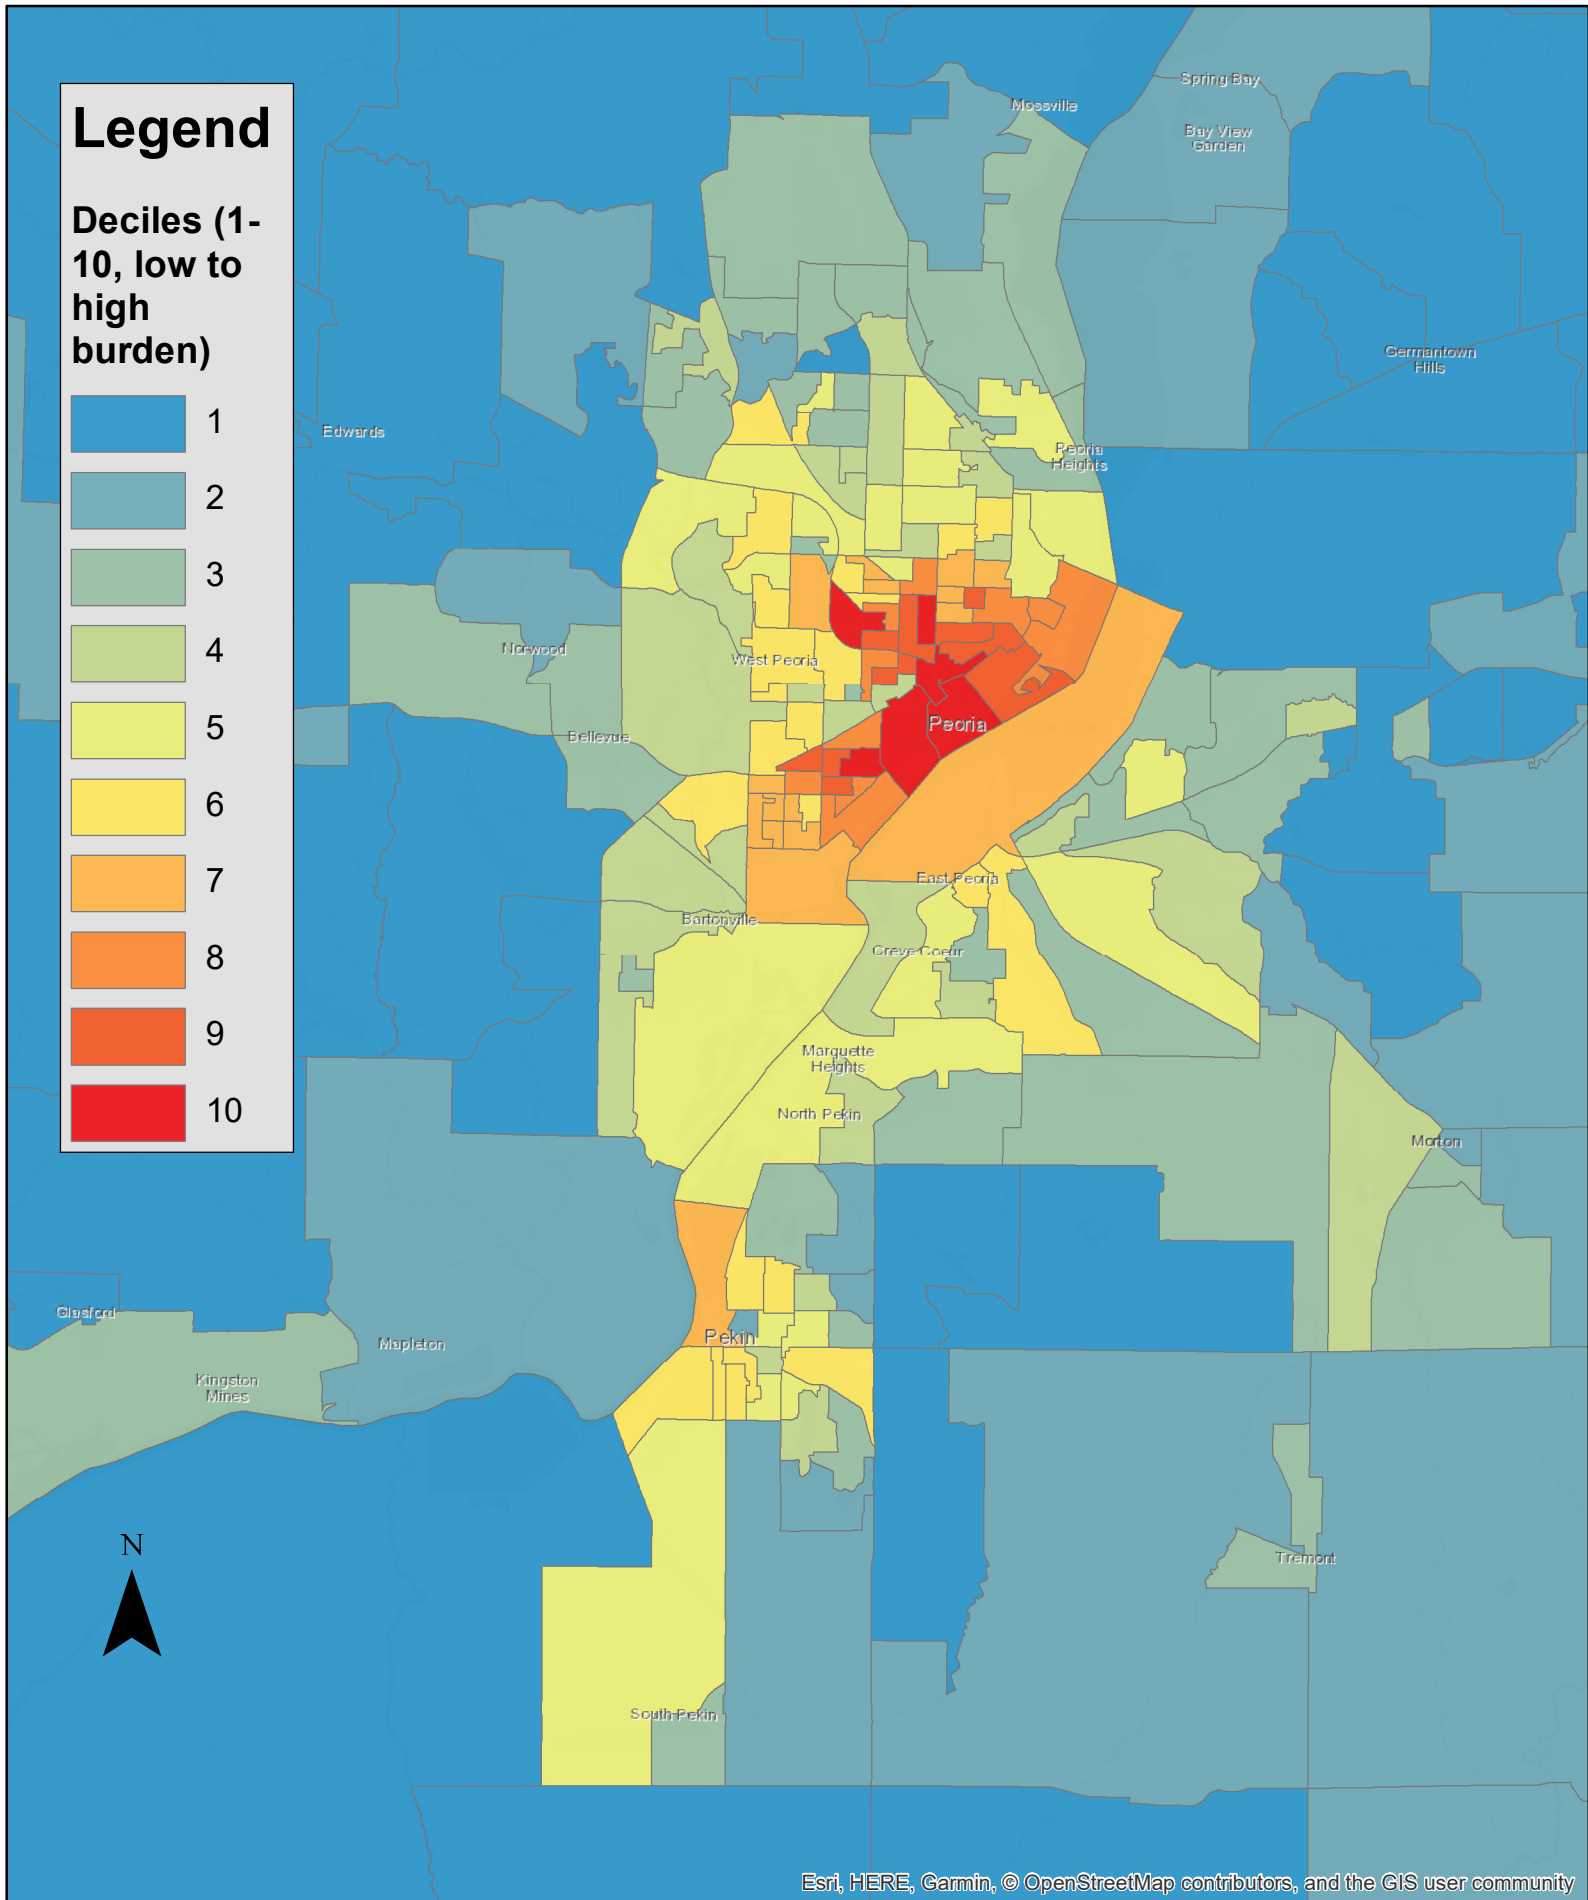 Legend
Deciles (1-
10, low to
high
burden)
1
2
3
4
5
6
7
8
9
10
Spring Bay
Mossville
Bay View
Garden
Germantown
Hills
Edwards
Peoria
Heights
Norwood
West Peoria
Peoria
Bellevue
East Peoria
Bartonville
Creve Coeur
Marquette
Heights
North Pekin
Morton
Glasford
Pekin
Mapleton
Kingston
Mines
N
Tremont
South Pekin
Esri, HERE, Garmin, © OpenStreetMap contributors, and the GIS user community